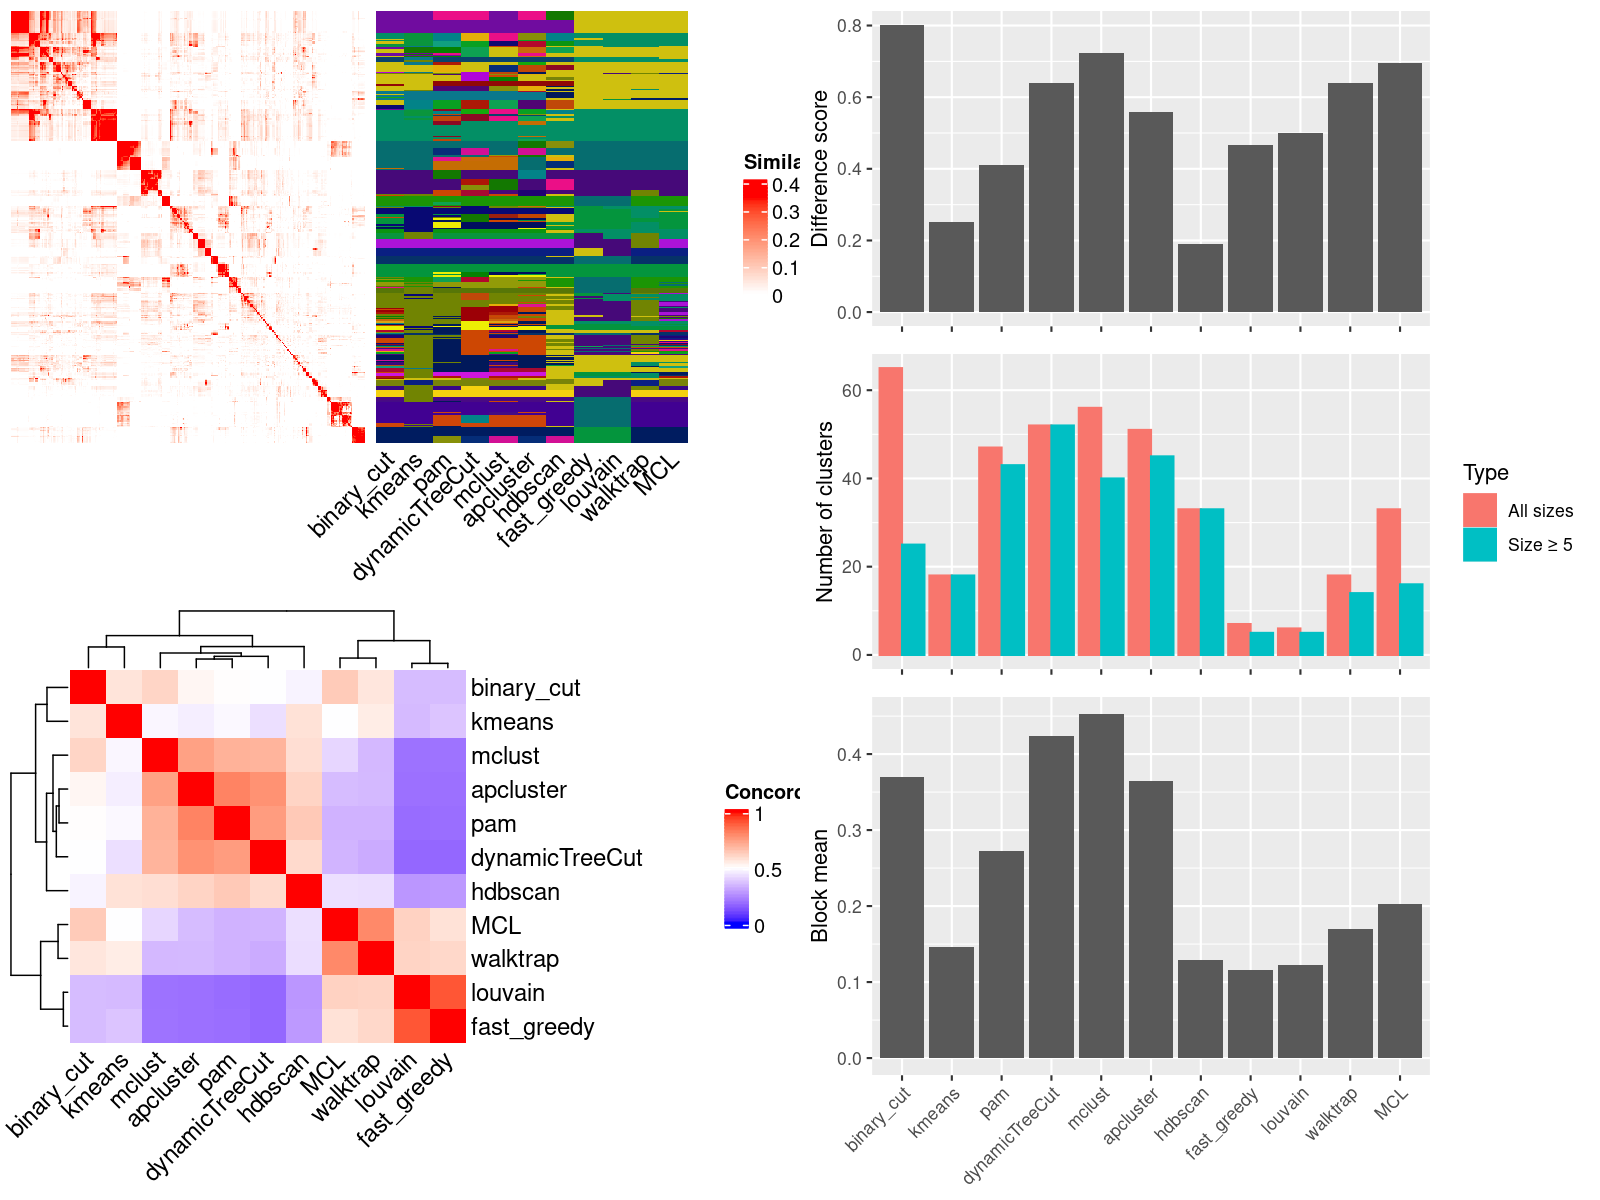 Simila
0.4
0.3
0.2
0.1
0
binary_cut
kmeans
pam
dynamicTreeCut
mclust
apcluster
hdbscan
fast_greedy
louvain
walktrap
MCL
binary_cut
kmeans
mclust
apcluster
pam
dynamicTreeCut
hdbscan
MCL
walktrap
louvain
fast_greedy
binary_cut
kmeans
mclust
apcluster
pam
dynamicTreeCut
hdbscan
MCL
walktrap
louvain
fast_greedy
Concord
1
0.5
0
Difference score
0.8
0.6
0.4
0.2
0.0
Number of clusters
60
40
20
0
Type
All sizes
Size ≥ 5
Block mean
0.4
0.3
0.2
0.1
0.0
binary_cut
kmeans
pam
dynamicTreeCut
mclust
apcluster
hdbscan
fast_greedy
louvain
walktrap
MCL